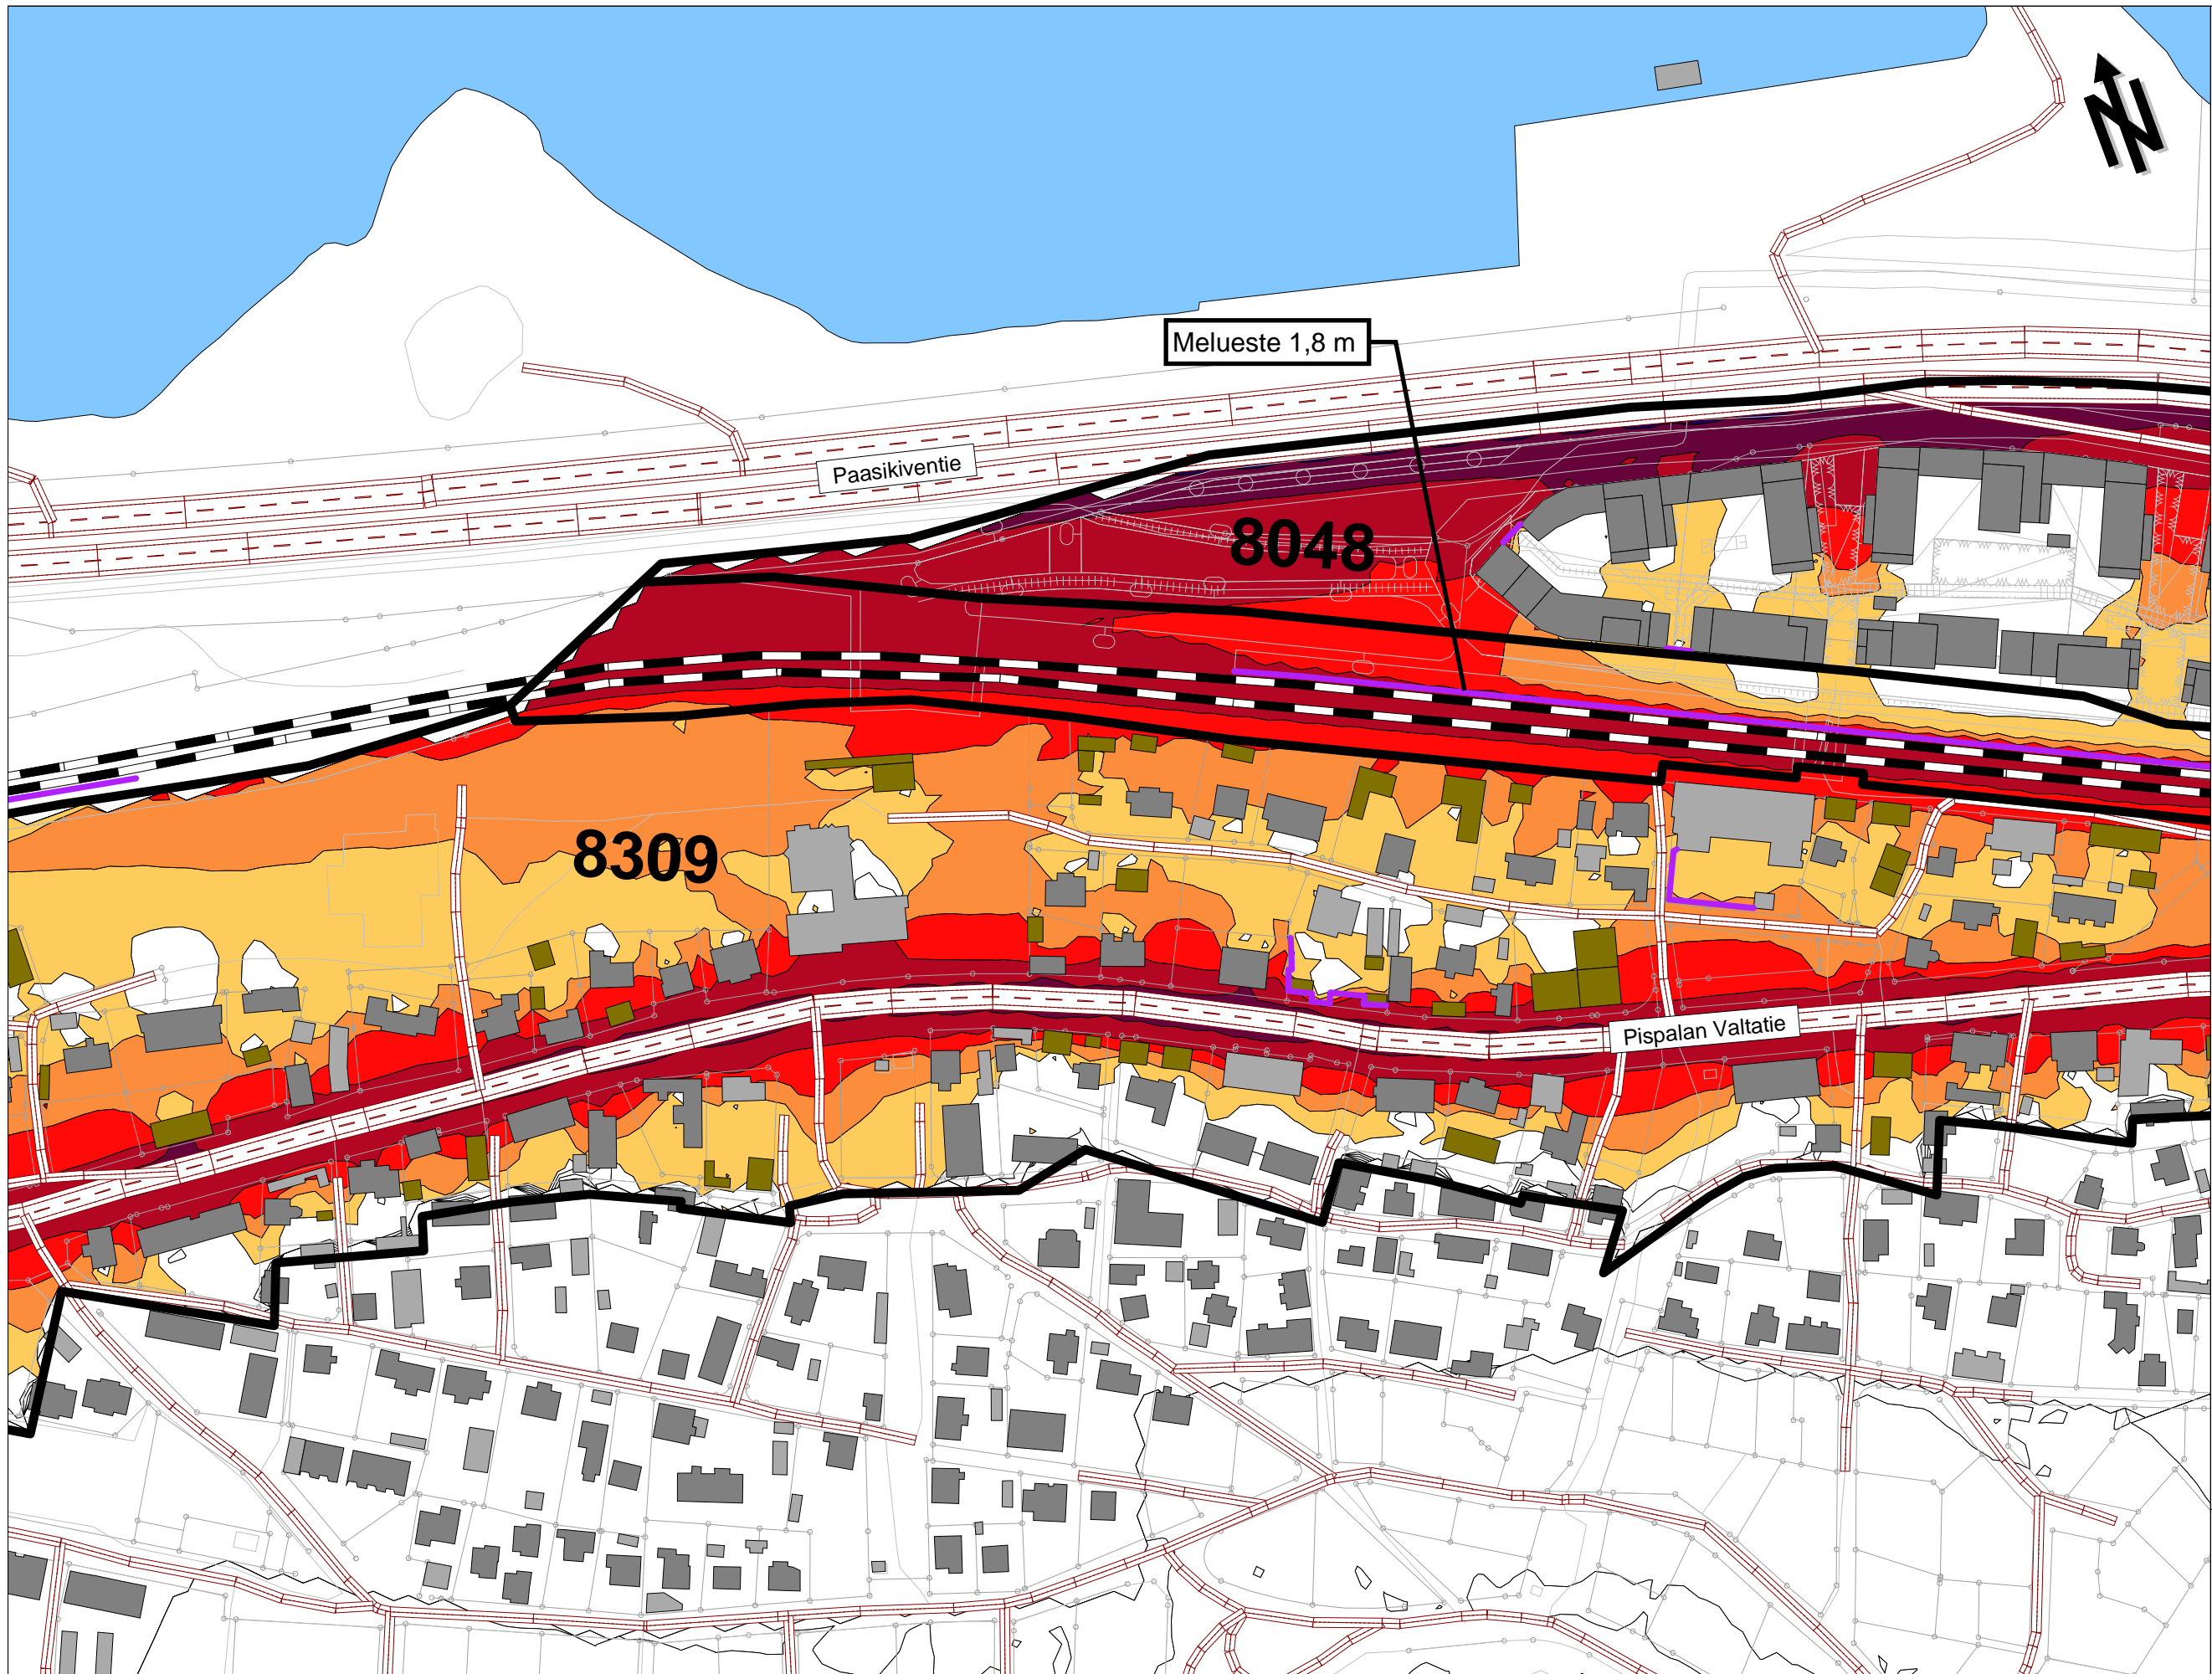 N
Melueste 1,8 m
Paasikiventie
8048
8309
Pispalan Valtatie